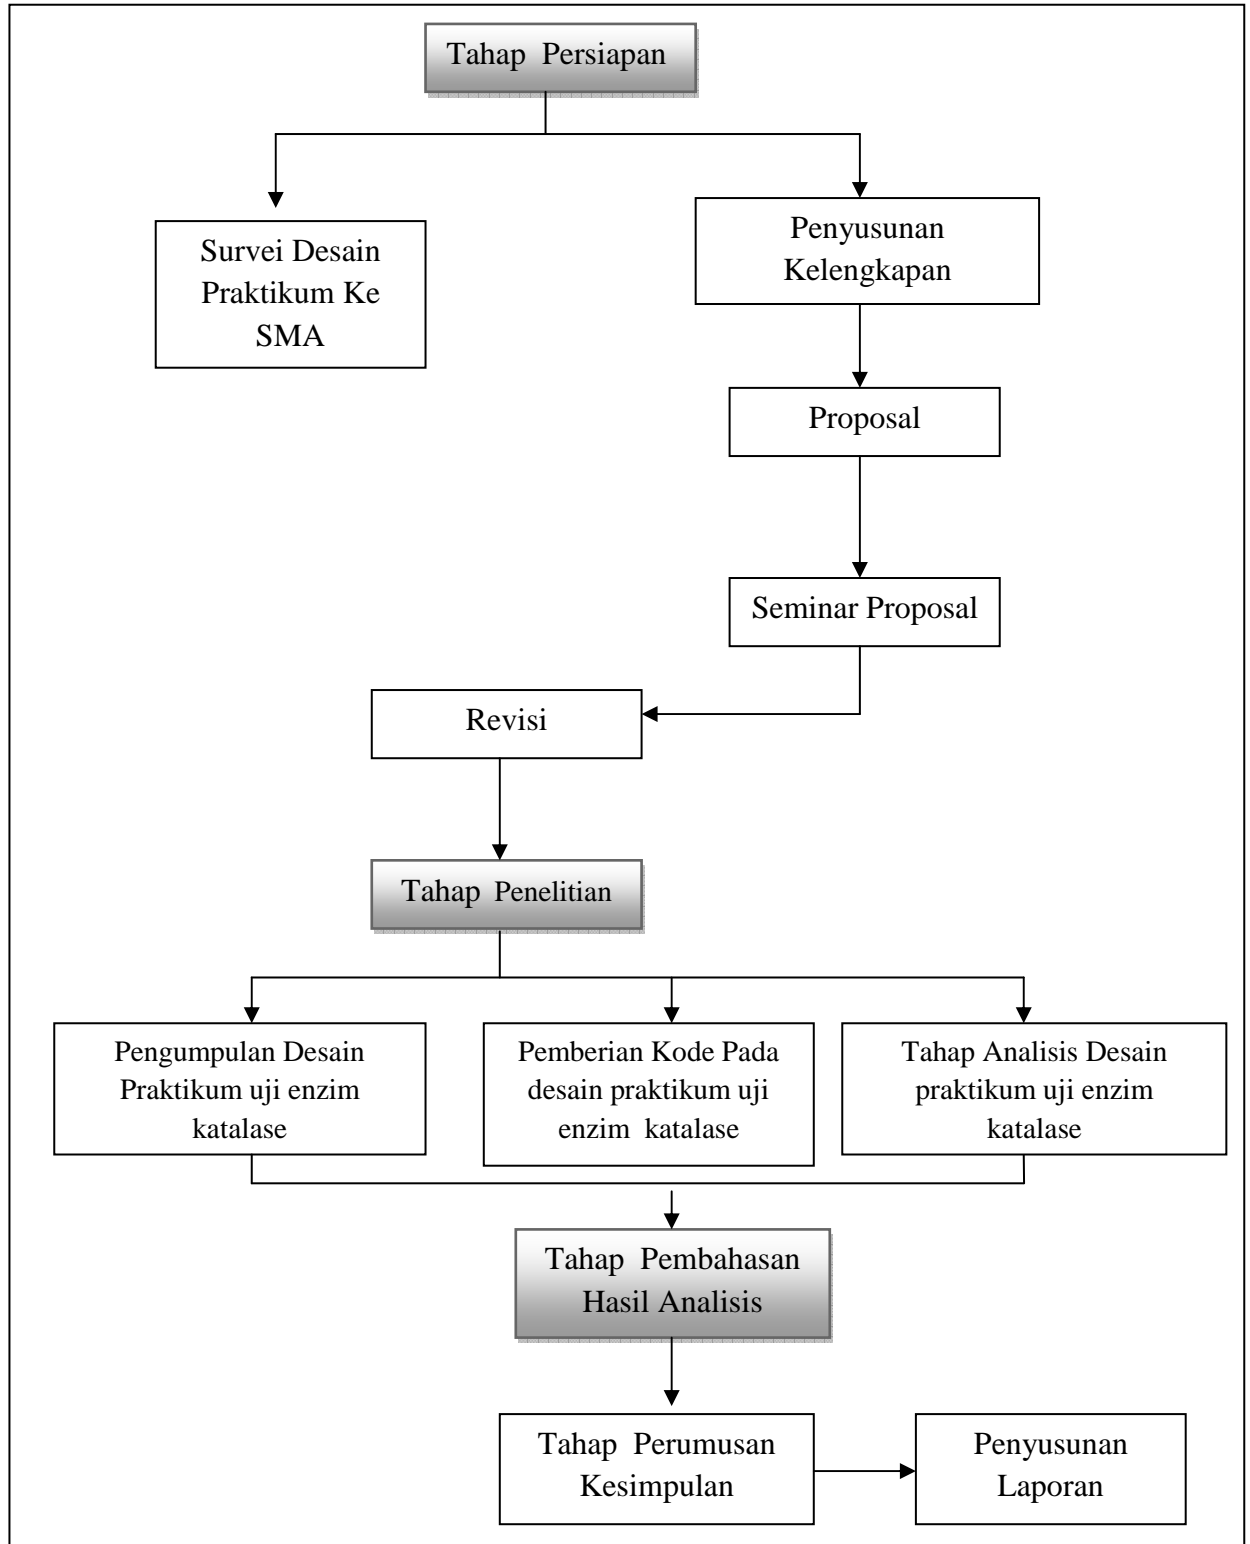 Tahap Persiapan
Survei Desain
Praktikum Ke
SMA
Penyusunan
Kelengkapan
Proposal
Seminar Proposal
Revisi
Tahap Penelitian
Pengumpulan Desain
Praktikum uji enzim
katalase
Pemberian Kode Pada
desain praktikum uji
enzim katalase
Tahap Analisis Desain
praktikum uji enzim
katalase
Tahap Pembahasan
Hasil Analisis
Tahap Perumusan
Kesimpulan
Penyusunan
Laporan